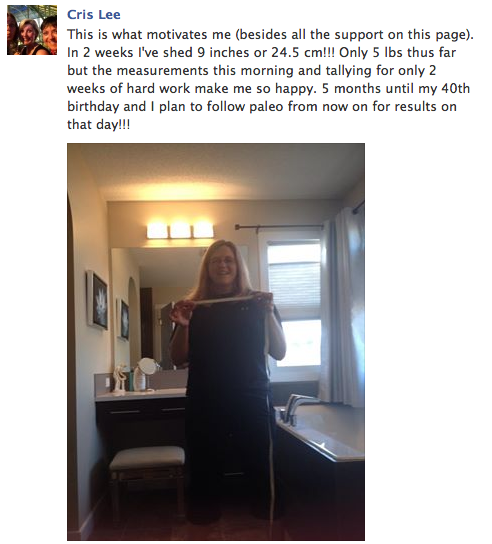 Cris Lee
This is what motivates me (besides all the support on this page).
In 2 weeks I've shed 9 inches or 24.5 cm!!! Only 5 lbs thus far
but the measurements this morning and tallying for only 2
weeks of hard work make me so happy. 5 months until my 40th
birthday and I plan to follow paleo from now on for results on
that day!!!